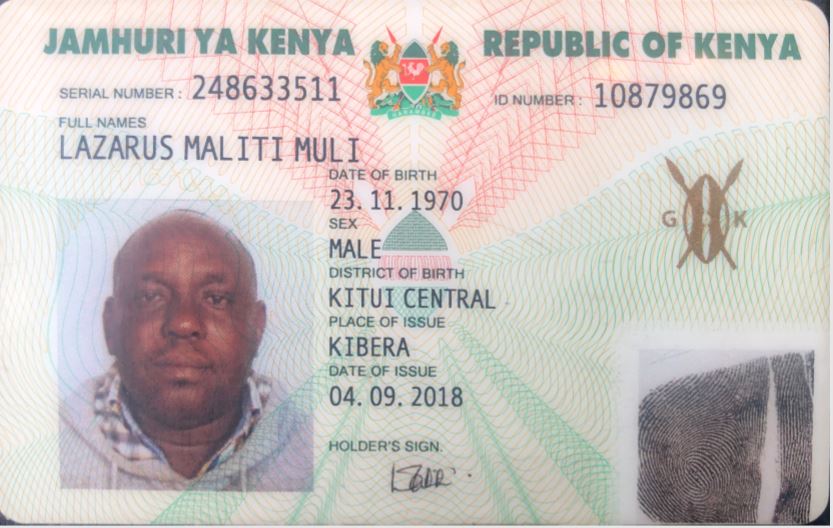 JAMHURI YA KENYA
REPUBLIC OF KENYA
SERIAL NUMBER: 248633511
ID NUMBER: 10879869
FULL NAMES
LAZARUS MALITI MULI
DATE OF BIRTH
23. 11. 1970
SEX
MALE
DISTRICT OF BIRTH
KITUI CENTRAL
PLACE OF ISSUE
KIBERA
DATE OF ISSUE
04. 09. 2018
HOLDER'S SIGN.
G K
HARAMBEE